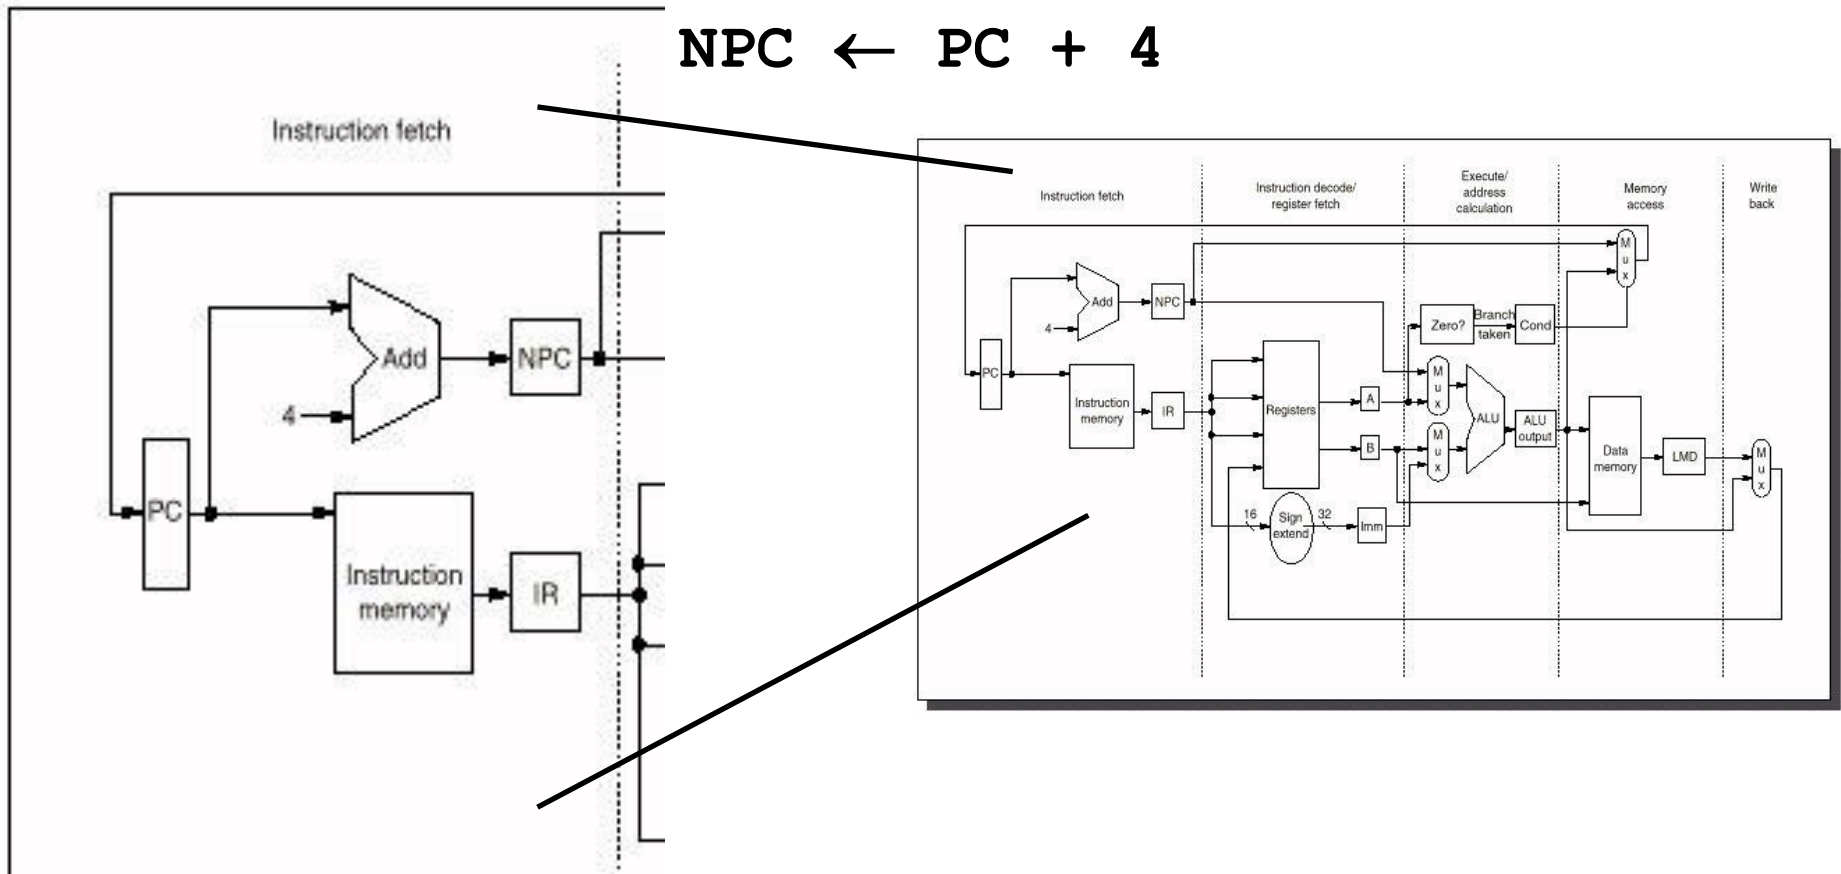 NPC ← PC + 4
Instruction fetch
Add
NPC
4
PC
Instruction
memory
IR
Instruction fetch
Instruction decode/
register fetch
Execute/
address
calculation
Memory
access
Write
back
M
u
x
Add
NPC
4
Zero?
Branch
taken
Cond
PC
Instruction
memory
IR
Registers
A
B
M
u
x
M
u
x
ALU
ALU
output
Data
memory
LMD
M
u
x
16
Sign
extend
32
Imm